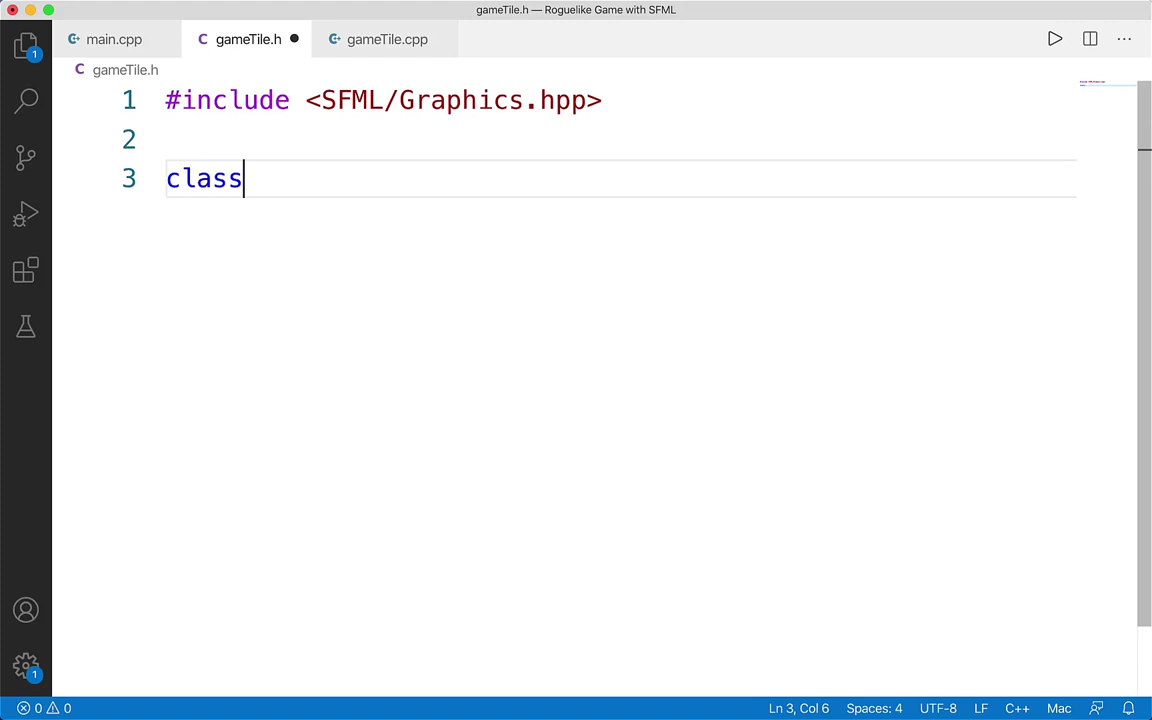 gameTile.h — Roguelike Game with SFML
main.cpp
C gameTile.h
gameTile.cpp
C gameTile.h
1 #include <SFML/Graphics.hpp>
2
3 class
1
1
0 0
Ln 3, Col 6 Spaces: 4 UTF-8 LF C++ Mac